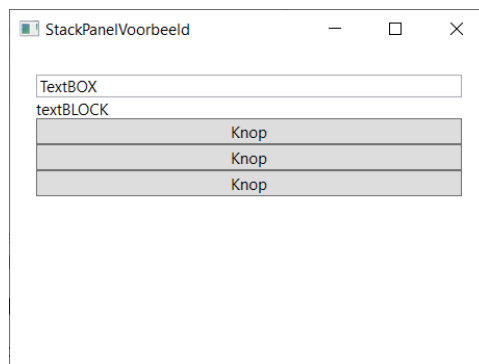 StackPanelVoorbeeld
TextBOX
textBLOCK
Knop
Knop
Knop